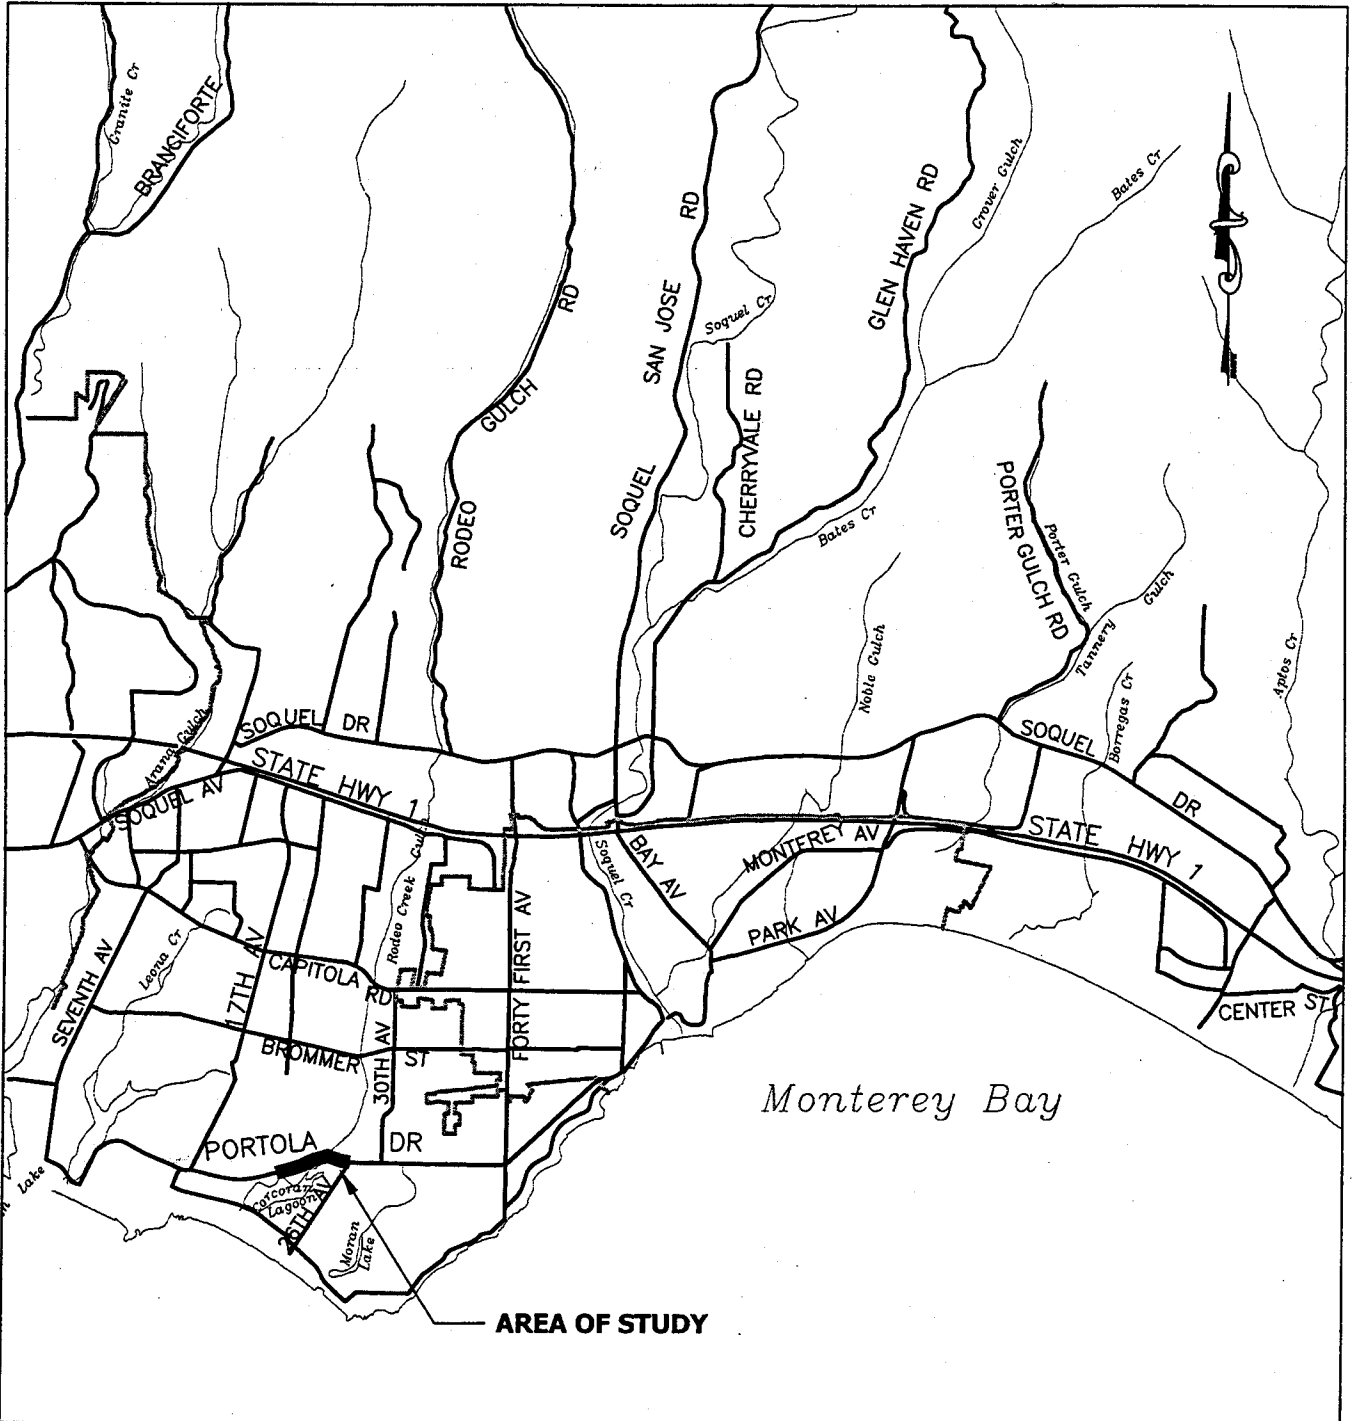 Granite Cr
BRANCIFORTE
Grover Gulch
Bates Cr
RD
GLEN HAVEN RD
RD
SAN JOSE
Soquel Cr
GULCH
CHERRYVALE RD
SOQUEL
RODEO
Bates Cr
PORTER GULCH RD
Porter Gulch
Gulch
Tannery
Noble Gulch
Borregas Cr
Aptos Cr
Arana Gulch
SOQUEL DR
SOQUEL
STATE HWY 1
SOQUEL AV
DR
STATE HWY 1
MONTEREY AV
BAY AV
Soquel Cr
PARK AV
Rodeo Creek Gulch
FORTY FIRST AV
SEVENTH AV
Leona Cr
17TH AV
CAPITOLA RD
CENTER ST
BROMMER ST
30TH AV
Monterey Bay
PORTOLA DR
Lake
Corcoran
Lagoon
26TH AV
Moran
Lake
AREA OF STUDY